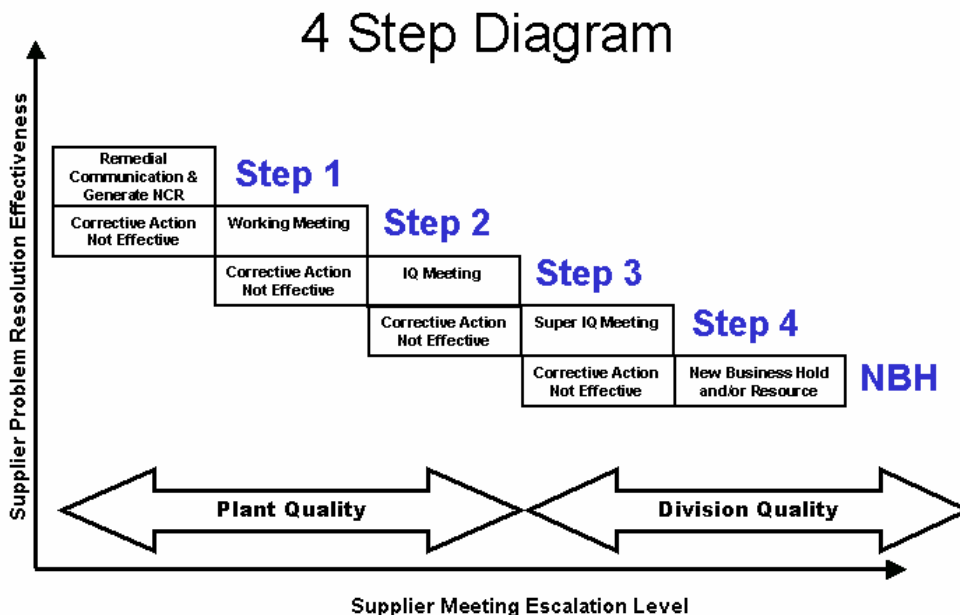 4 Step Diagram
Supplier Problem Resolution Effectiveness
Remedial
Communication &
Generate NCR
Step 1
Corrective Action
Not Effective
Working Meeting
Step 2
Corrective Action
Not Effective
IQ Meeting
Step 3
Corrective Action
Not Effective
Super IQ Meeting
Step 4
Corrective Action
Not Effective
New Business Hold
and/or Resource
NBH
Plant Quality
Division Quality
Supplier Meeting Escalation Level